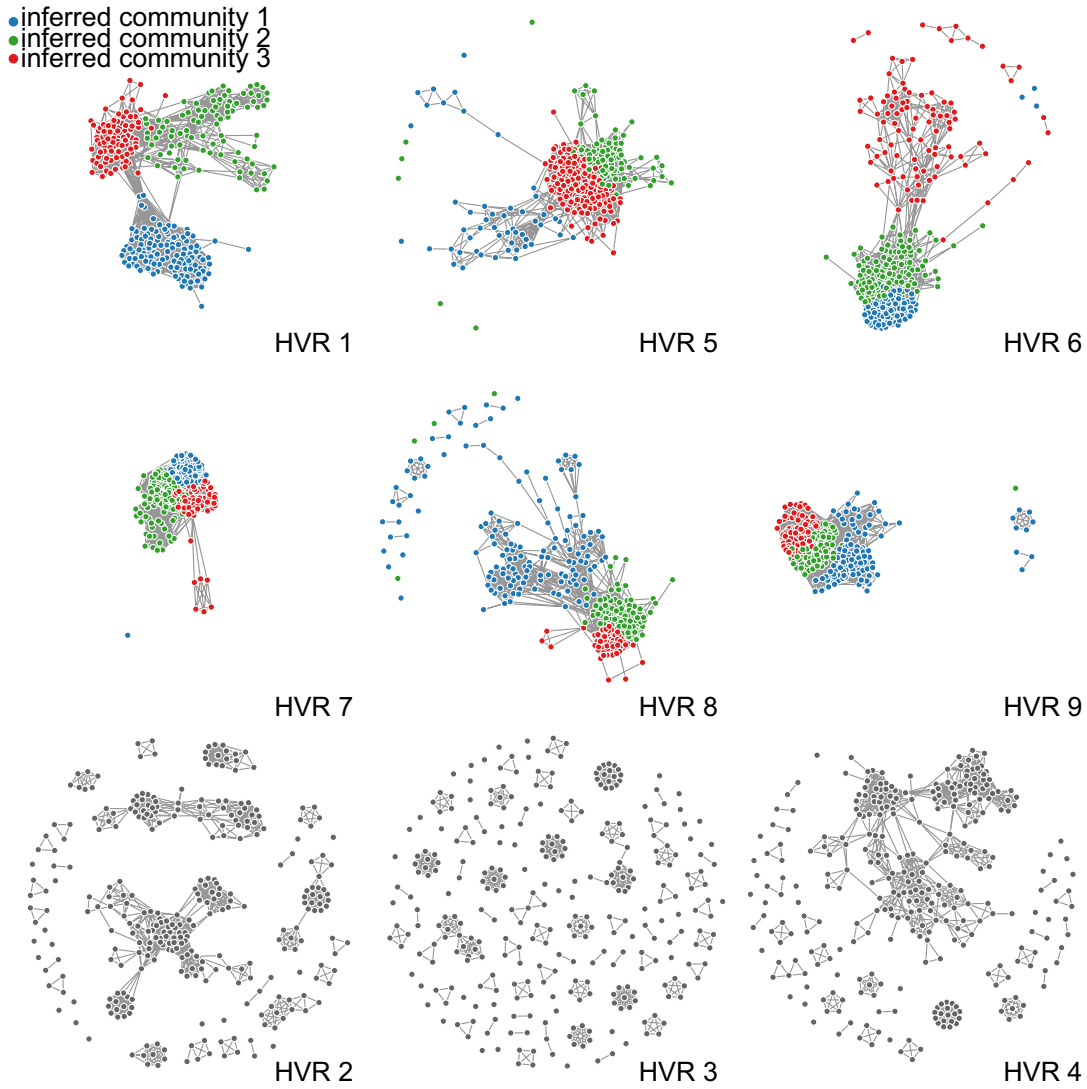 inferred community 1
inferred community 2
inferred community 3
HVR 1
HVR 5
HVR 6
HVR 7
HVR 8
HVR 9
HVR 2
HVR 3
HVR 4